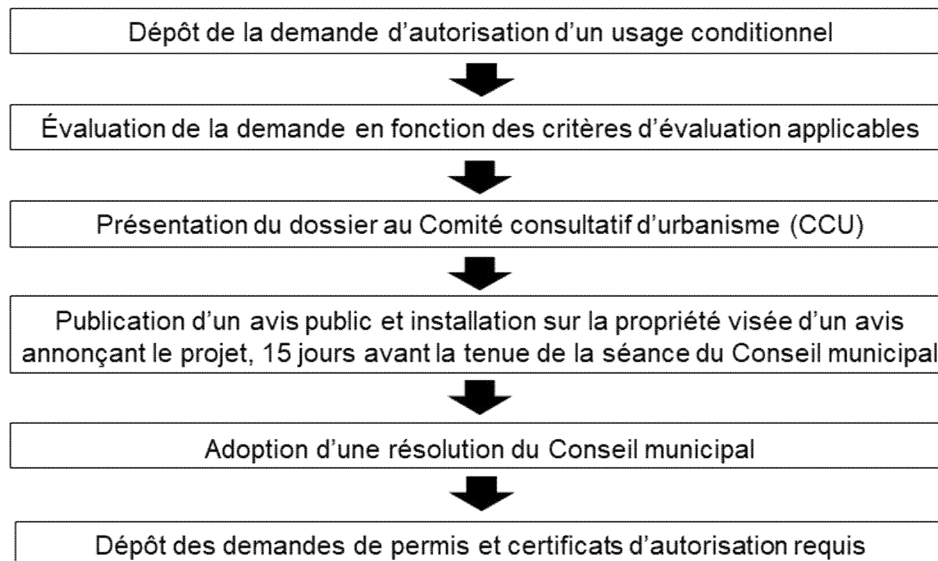 Dépôt de la demande d'autorisation d'un usage conditionnel
Évaluation de la demande en fonction des critères d'évaluation applicables
Présentation du dossier au Comité consultatif d'urbanisme (CCU)
Publication d'un avis public et installation sur la propriété visée d'un avis
annonçant le projet, 15 jours avant la tenue de la séance du Conseil municipal
Adoption d'une résolution du Conseil municipal
Dépôt des demandes de permis et certificats d'autorisation requis